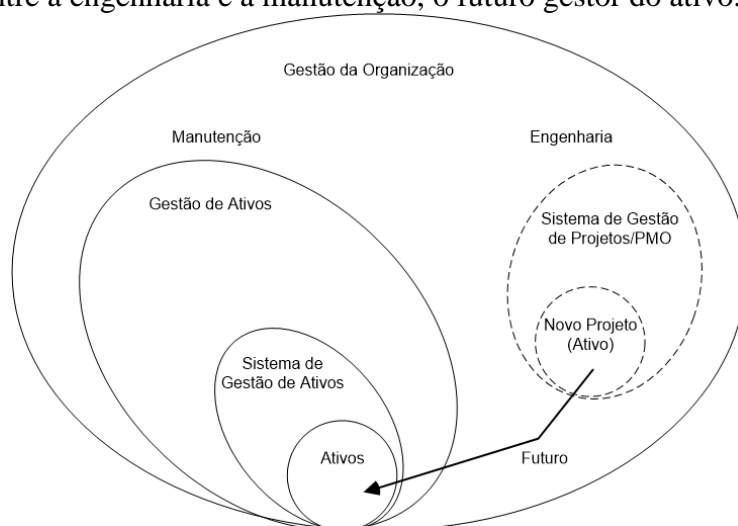 ntre a engenharia e a manutenção, o futuro gestor do ativo.
Gestão da Organização
Manutenção
Engenharia
Gestão de Ativos
Sistema de Gestão
de Projetos/PMO
Novo Projeto
(Ativo)
Sistema de
Gestão de Ativos
Ativos
Futuro